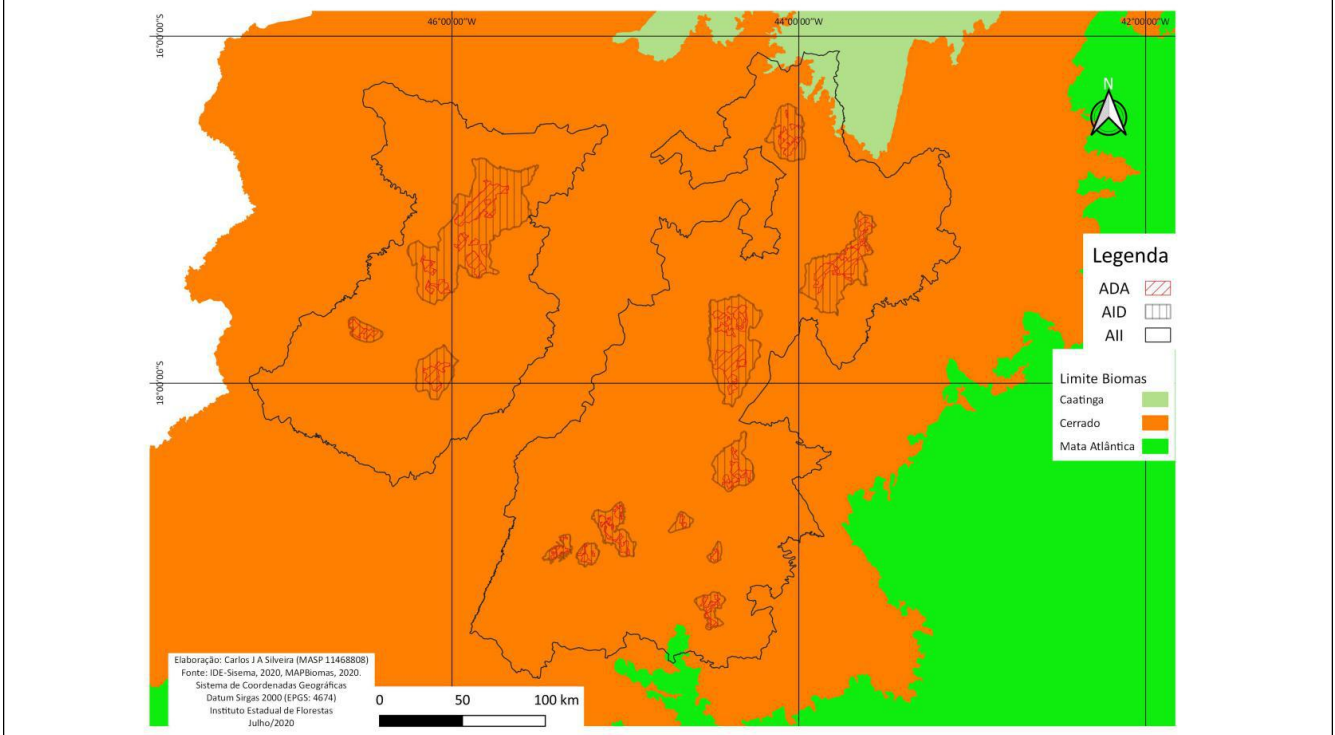 46°00'00"W
44°00'00"W
42°00'00"W
16°00'00"S
N
Legenda
ADA
AID
AII
18°00'00"S
Limite Biomas
Caatinga
Cerrado
Mata Atlântica
Elaboração: Carlos J A Silveira (MASP 11468808)
Fonte: IDE-Sisema, 2020, MAPBiomas, 2020.
Sistema de Coordenadas Geográficas
Datum Sirgas 2000 (EPGS: 4674)
Instituto Estadual de Florestas
Julho/2020
0 50 100 km